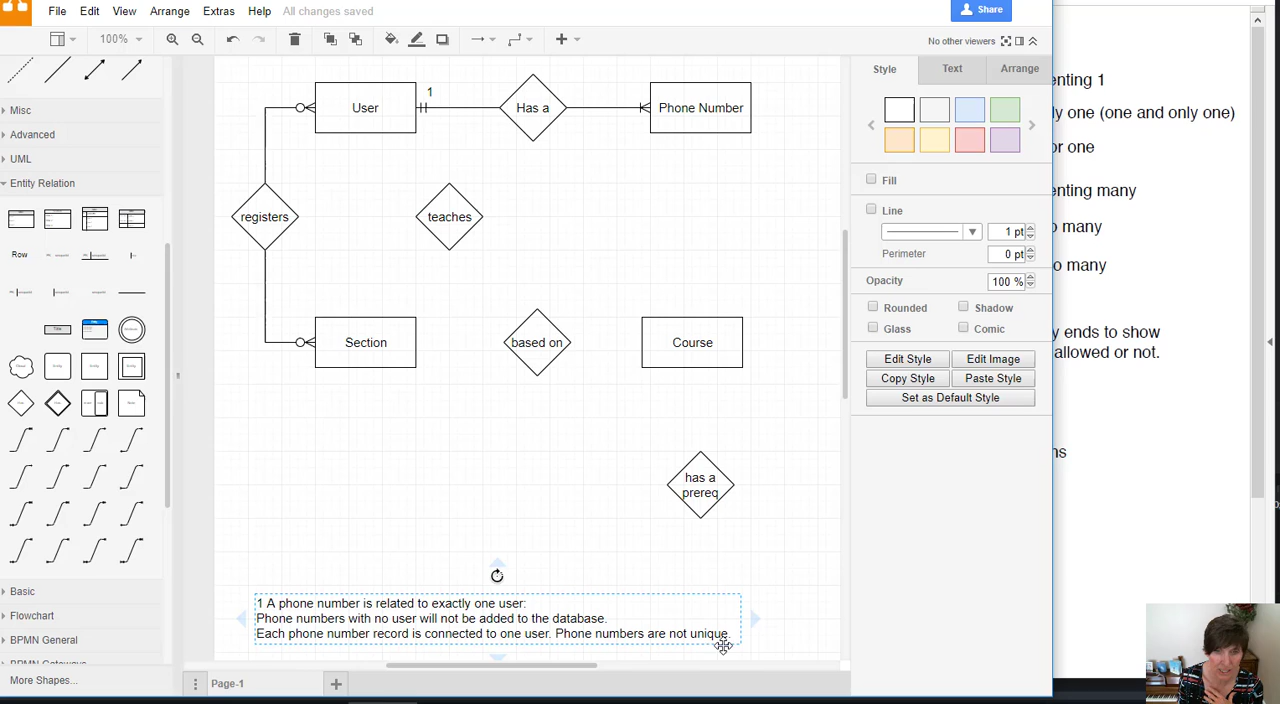 File Edit View Arrange Extras Help All changes saved
Share
100%
No other viewers
Misc
Advanced
UML
Entity Relation
Row
Basic
Flowchart
BPMN General
More Shapes...
User
1
Has a
Phone Number
registers
teaches
Section
based on
Course
has a
prereq
1 A phone number is related to exactly one user:
Phone numbers with no user will not be added to the database.
Each phone number record is connected to one user. Phone numbers are not unique.
Page-1
Style Text Arrange
Fill
Line
1 pt
Perimeter 0 pt
Opacity 100 %
Rounded Shadow
Glass Comic
Edit Style Edit Image
Copy Style Paste Style
Set as Default Style
enting 1
ly one (one and only one)
or one
enting many
o many
o many
y ends to show
allowed or not.
ns